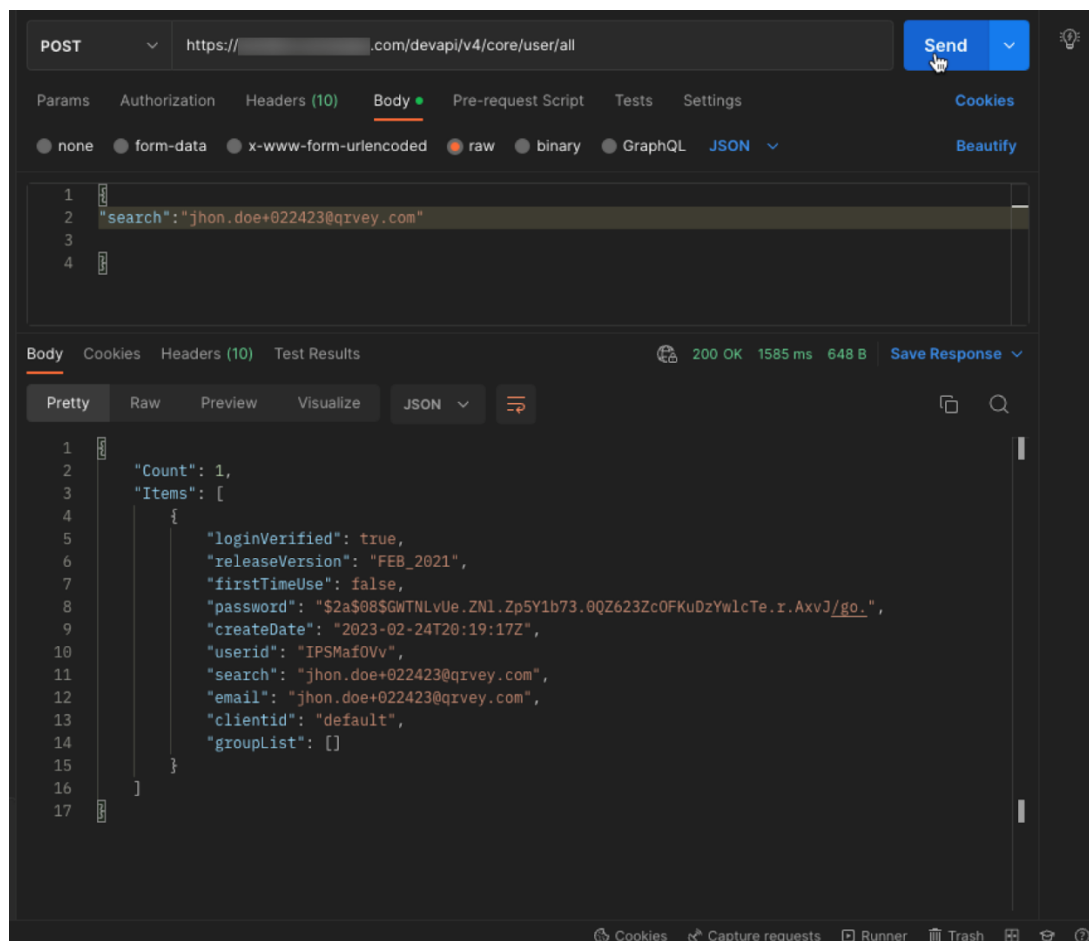 POST https:// .com/devapi/v4/core/user/all Send
Params Authorization Headers (10) Body Pre-request Script Tests Settings Cookies
none form-data x-www-form-urlencoded raw binary GraphQL JSON Beautify
1 {
2 "search":"jhon.doe+022423@qrvey.com"
3
4 }
Body Cookies Headers (10) Test Results 200 OK 1585 ms 648 B Save Response
Pretty Raw Preview Visualize JSON
1 {
2 "Count": 1,
3 "Items": [
4 {
5 "loginVerified": true,
6 "releaseVersion": "FEB_2021",
7 "firstTimeUse": false,
8 "password": "$2a$08$GWTNLvUe.ZNl.Zp5Y1b73.0QZ623ZcOFKuDzYwlcTe.r.AxvJ/go.",
9 "createDate": "2023-02-24T20:19:17Z",
10 "userid": "IPSMafOVv",
11 "search": "jhon.doe+022423@qrvey.com",
12 "email": "jhon.doe+022423@qrvey.com",
13 "clientid": "default",
14 "groupList": []
15 }
16 ]
17 }
Cookies Capture requests Runner Trash